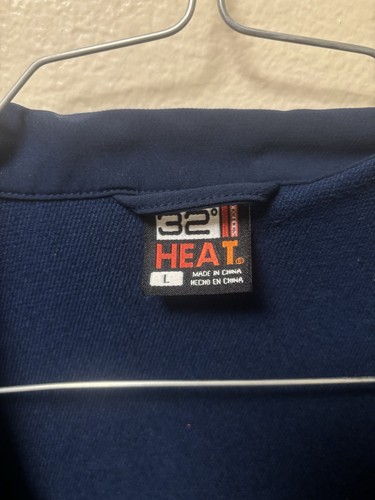 32°
HEAT®
L
MADE IN CHINA
HECHO EN CHINA